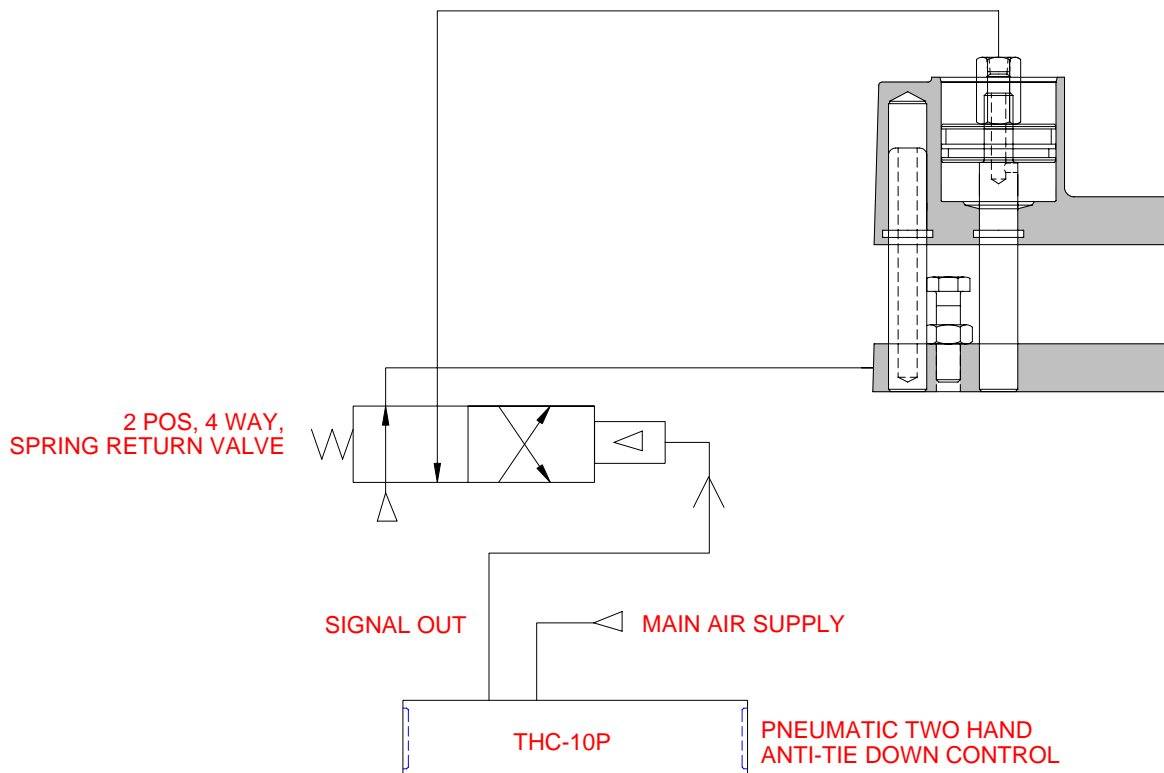 2 POS, 4 WAY,
SPRING RETURN VALVE
SIGNAL OUT
MAIN AIR SUPPLY
THC-10P
PNEUMATIC TWO HAND
ANTI-TIE DOWN CONTROL